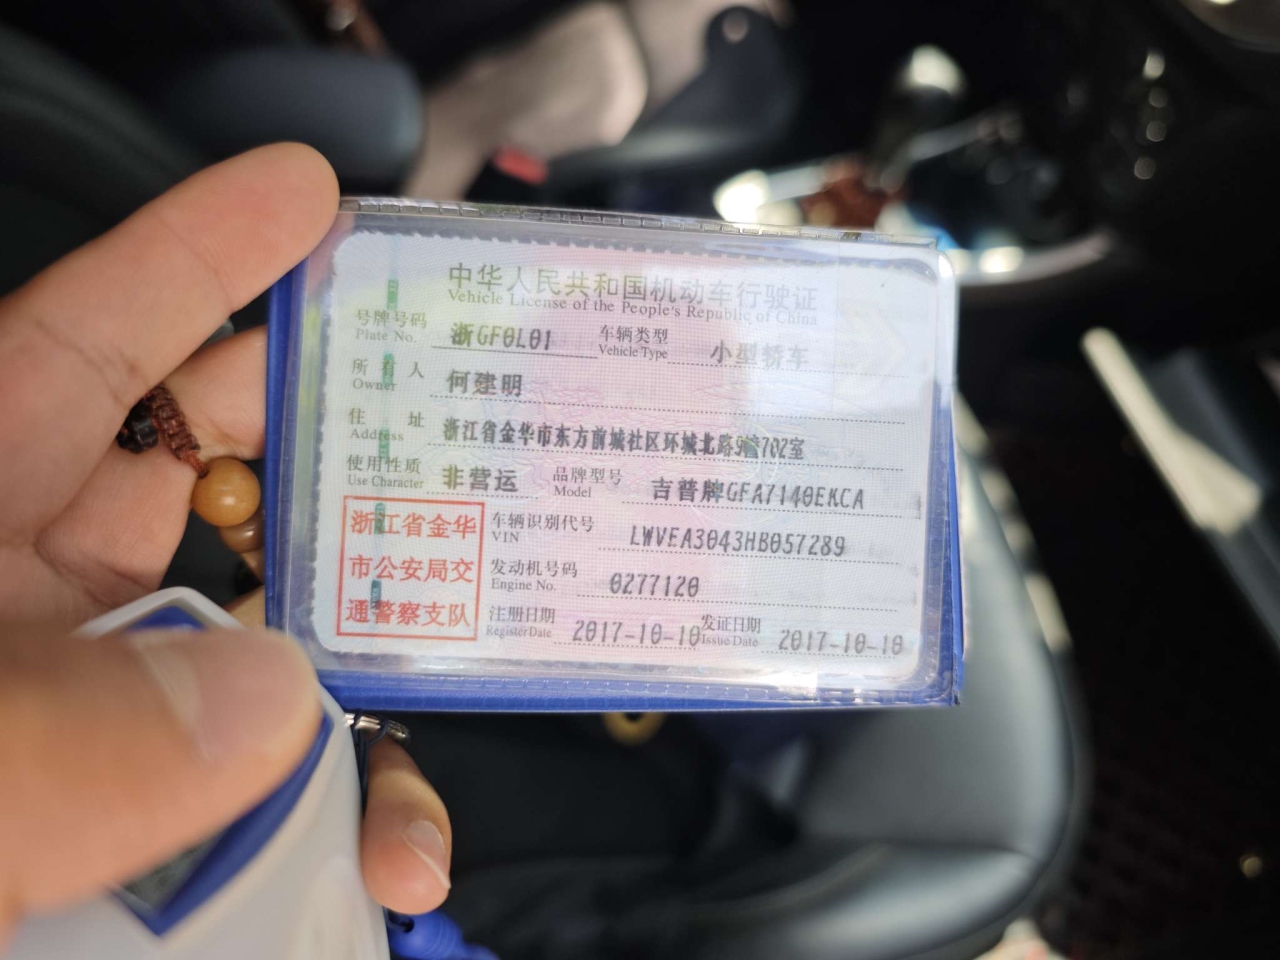 中华人民共和国机动车行驶证
Vehicle License of the People's Republic of China
号牌号码 浙GF0L01 车辆类型 小型轿车
Plate No. Vehicle Type
所有人 何建明
Owner
住址 浙江省金华市东方前城社区环城北路9幢702室
Address
使用性质 非营运 品牌型号 吉普牌GFA7140EKCA
Use Character Model
浙江省金华
市公安局交
通警察支队
车辆识别代号 LWVEA3043HB057289
VIN
发动机号码 0277120
Engine No.
注册日期 2017-10-10 发证日期 2017-10-10
Register Date Issue Date